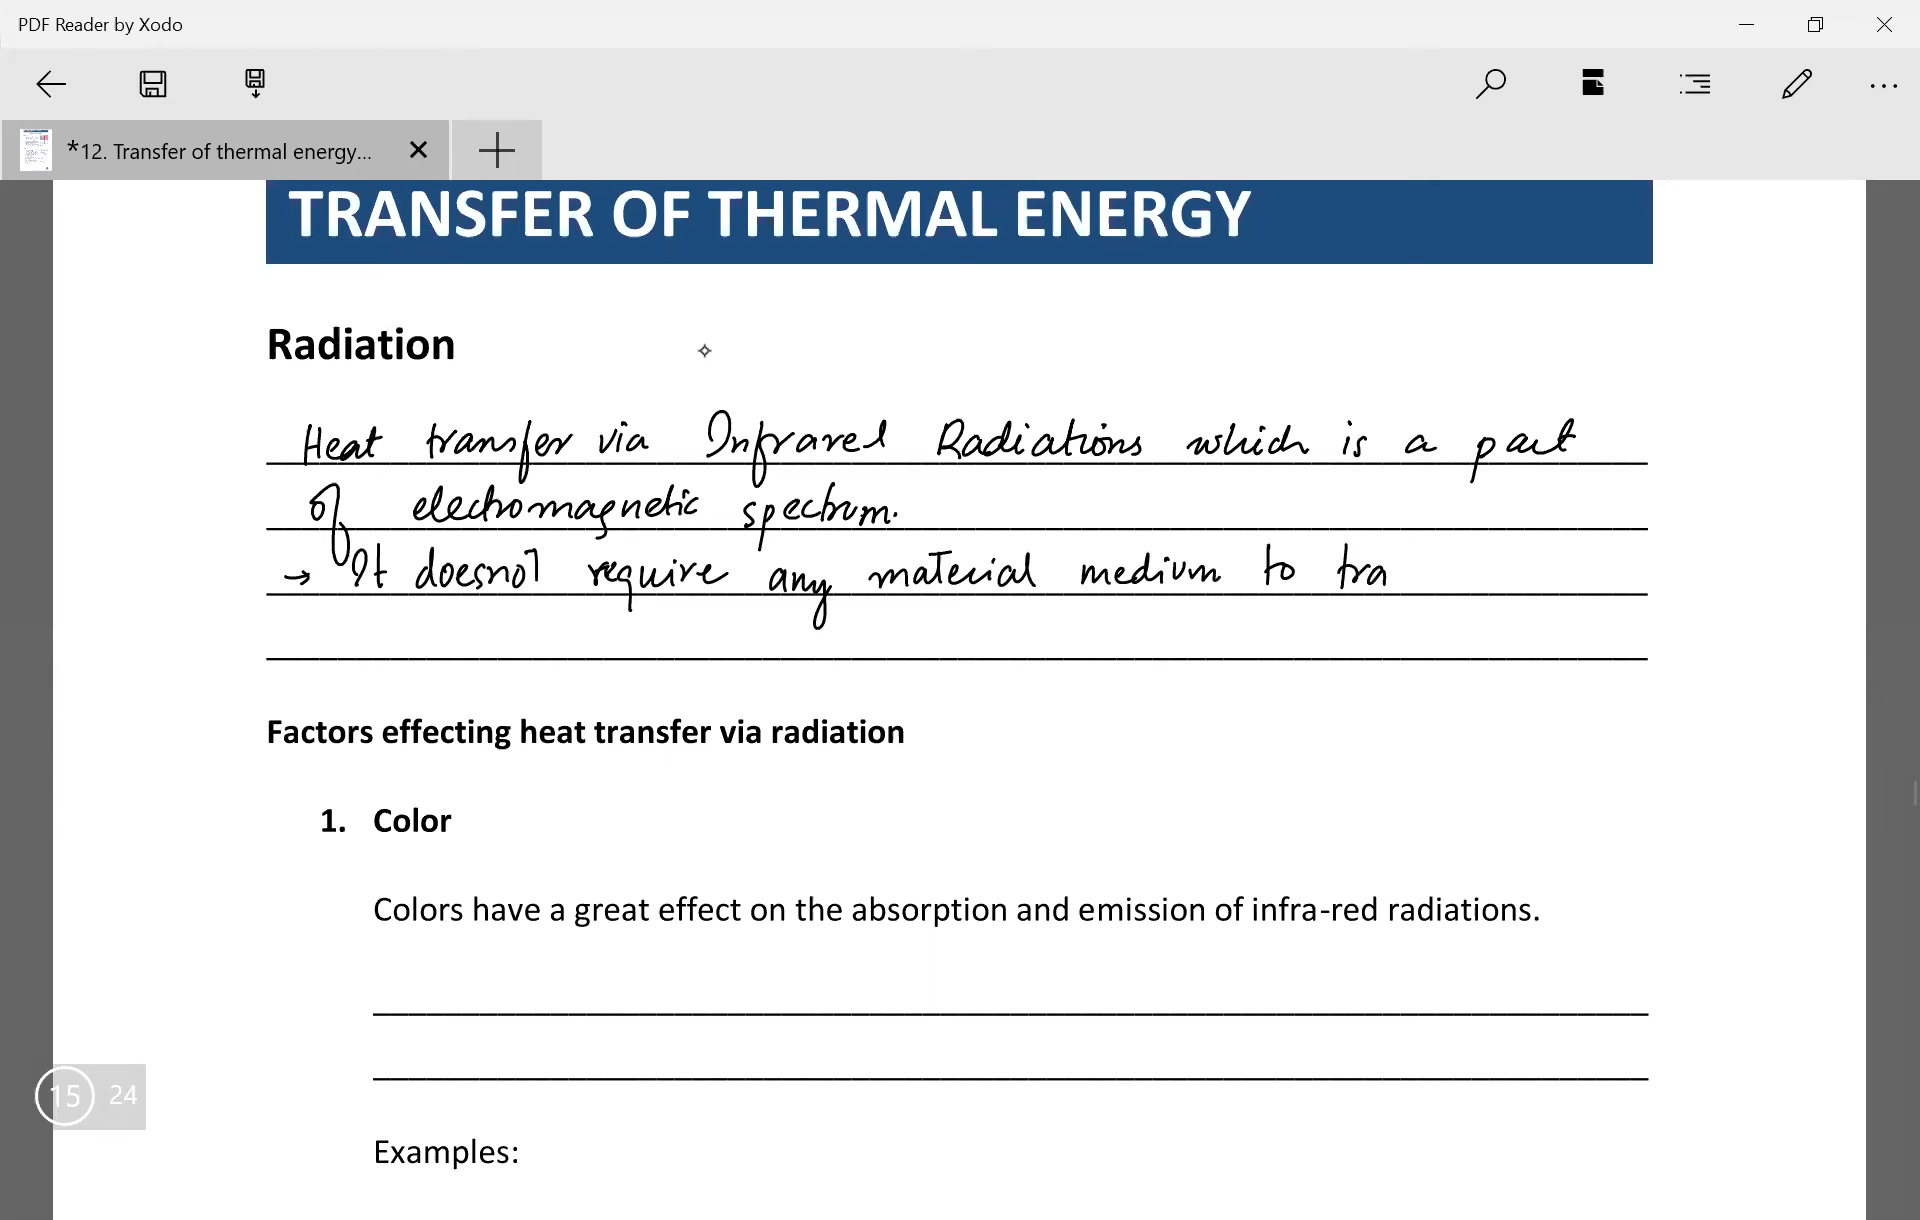 PDF Reader by Xodo
*12. Transfer of thermal energy...
TRANSFER OF THERMAL ENERGY
Radiation
Heat transfer via Infrared Radiations which is a part
of electromagnetic spectrum.
→ It doesnot require any material medium to tra
Factors effecting heat transfer via radiation
1. Color
Colors have a great effect on the absorption and emission of infra-red radiations.
Examples:
15 24